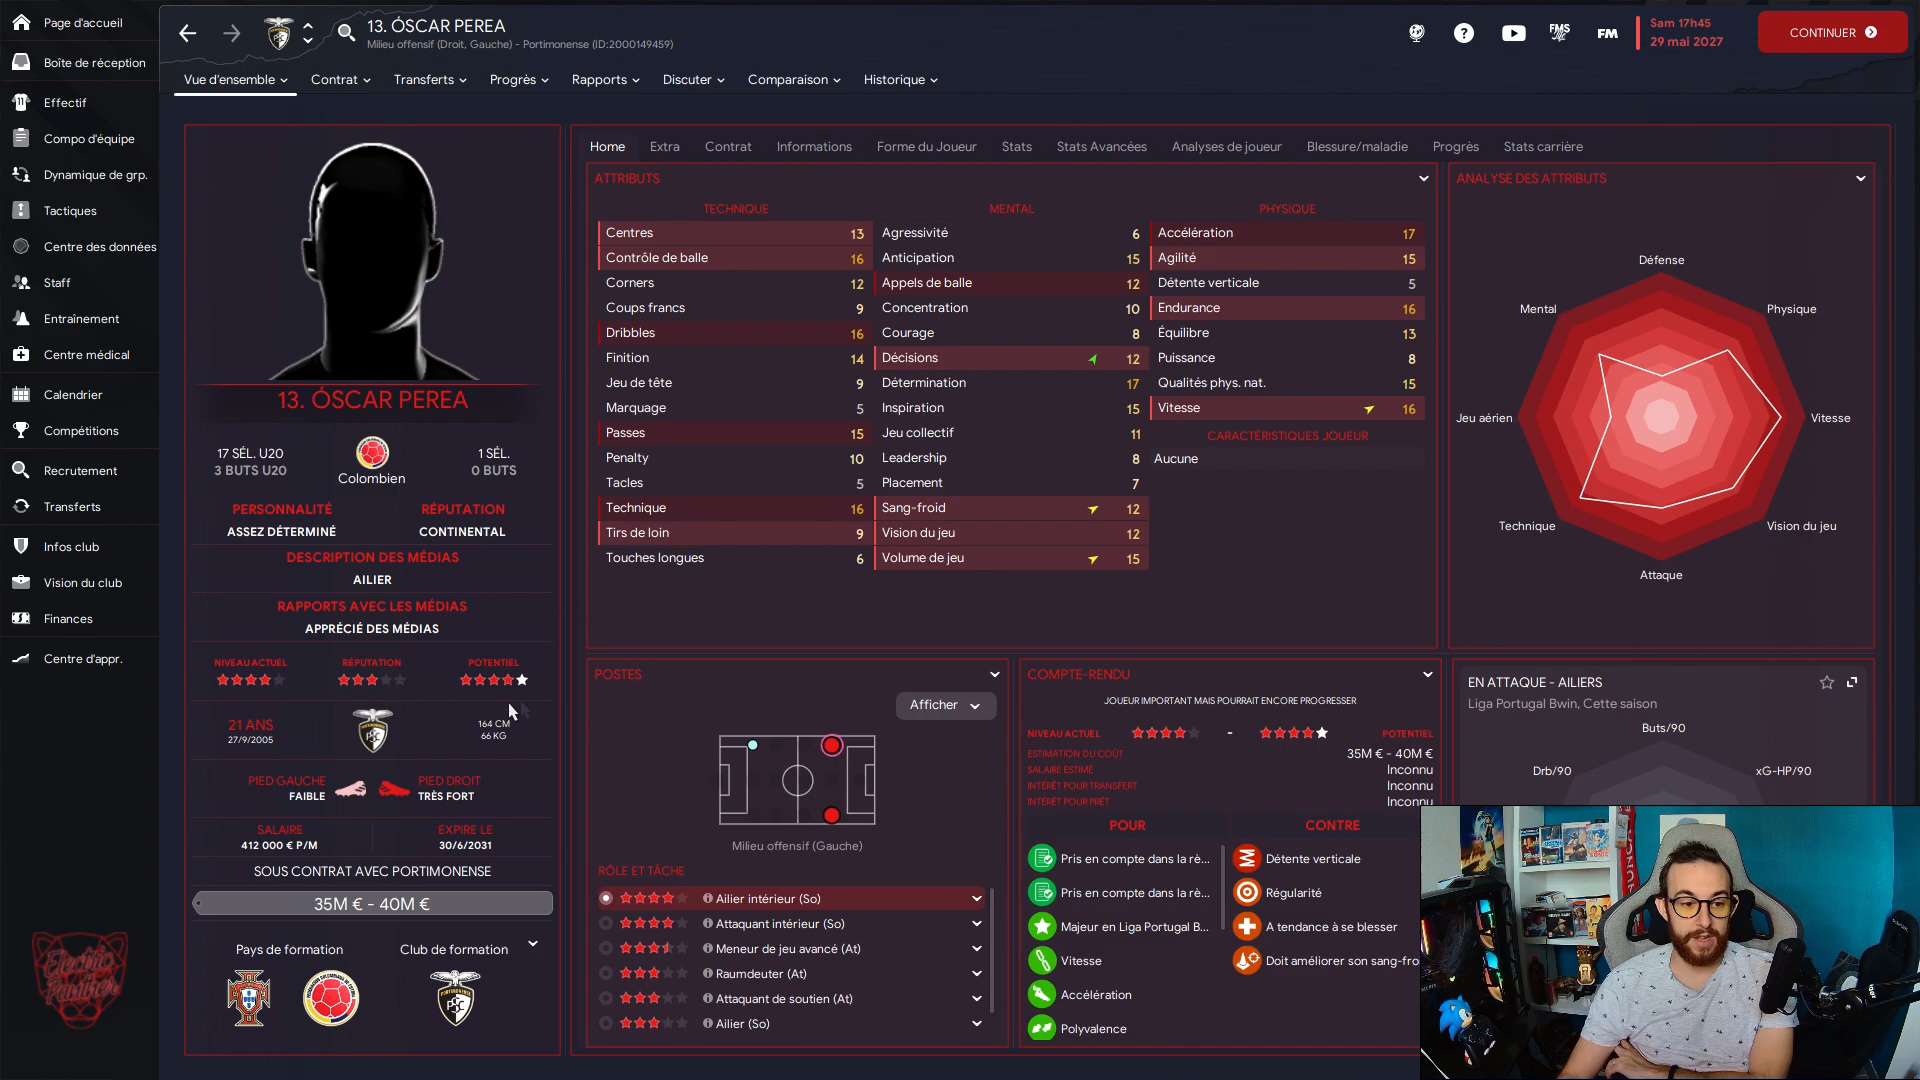 Page d'accueil
Boîte de réception
Effectif
Compo d'équipe
Dynamique de grp.
Tactiques
Centre des données
Staff
Entraînement
Centre médical
Calendrier
Compétitions
Recrutement
Transferts
Infos club
Vision du club
Finances
Centre d'appr.
Electric Panther
13. ÓSCAR PEREA
Milieu offensif (Droit, Gauche) - Portimonense (ID:2000149459)
FMS
FM
Sam 17h45
29 mai 2027
CONTINUER
Vue d'ensemble
Contrat
Transferts
Progrès
Rapports
Discuter
Comparaison
Historique
13. ÓSCAR PEREA
17 SÉL. U20
3 BUTS U20
Colombien
1 SÉL.
0 BUTS
PERSONNALITÉ
RÉPUTATION
ASSEZ DÉTERMINÉ
CONTINENTAL
DESCRIPTION DES MÉDIAS
AILIER
RAPPORTS AVEC LES MÉDIAS
APPRÉCIÉ DES MÉDIAS
NIVEAU ACTUEL
RÉPUTATION
POTENTIEL
21 ANS
27/9/2005
164 CM
66 KG
PIED GAUCHE
FAIBLE
PIED DROIT
TRÈS FORT
SALAIRE
412 000 € P/M
EXPIRE LE
30/6/2031
SOUS CONTRAT AVEC PORTIMONENSE
35M € - 40M €
Pays de formation
Club de formation
Home
Extra
Contrat
Informations
Forme du Joueur
Stats
Stats Avancées
Analyses de joueur
Blessure/maladie
Progrès
Stats carrière
ATTRIBUTS
TECHNIQUE
Centres 13
Contrôle de balle 16
Corners 12
Coups francs 9
Dribbles 16
Finition 14
Jeu de tête 9
Marquage 5
Passes 15
Penalty 10
Tacles 5
Technique 16
Tirs de loin 9
Touches longues 6
MENTAL
Agressivité 6
Anticipation 15
Appels de balle 12
Concentration 10
Courage 8
Décisions 12
Détermination 17
Inspiration 15
Jeu collectif 11
Leadership 8
Placement 7
Sang-froid 12
Vision du jeu 12
Volume de jeu 15
PHYSIQUE
Accélération 17
Agilité 15
Détente verticale 5
Endurance 16
Équilibre 13
Puissance 8
Qualités phys. nat. 15
Vitesse 16
CARACTÉRISTIQUES JOUEUR
Aucune
ANALYSE DES ATTRIBUTS
Défense
Mental
Physique
Jeu aérien
Vitesse
Technique
Vision du jeu
Attaque
POSTES
Afficher
Milieu offensif (Gauche)
RÔLE ET TÂCHE
Ailier intérieur (So)
Attaquant intérieur (So)
Meneur de jeu avancé (At)
Raumdeuter (At)
Attaquant de soutien (At)
Ailier (So)
COMPTE-RENDU
JOUEUR IMPORTANT MAIS POURRAIT ENCORE PROGRESSER
NIVEAU ACTUEL - POTENTIEL
ESTIMATION DU COÛT 35M € - 40M €
SALAIRE ESTIMÉ Inconnu
INTÉRÊT POUR TRANSFERT Inconnu
INTÉRÊT POUR PRÊT Inconnu
POUR
Pris en compte dans la rè...
Pris en compte dans la rè...
Majeur en Liga Portugal B...
Vitesse
Accélération
Polyvalence
CONTRE
Détente verticale
Régularité
A tendance à se blesser
Doit améliorer son sang-fro
EN ATTAQUE - AILIERS
Liga Portugal Bwin, Cette saison
Buts/90
Drb/90
xG-HP/90